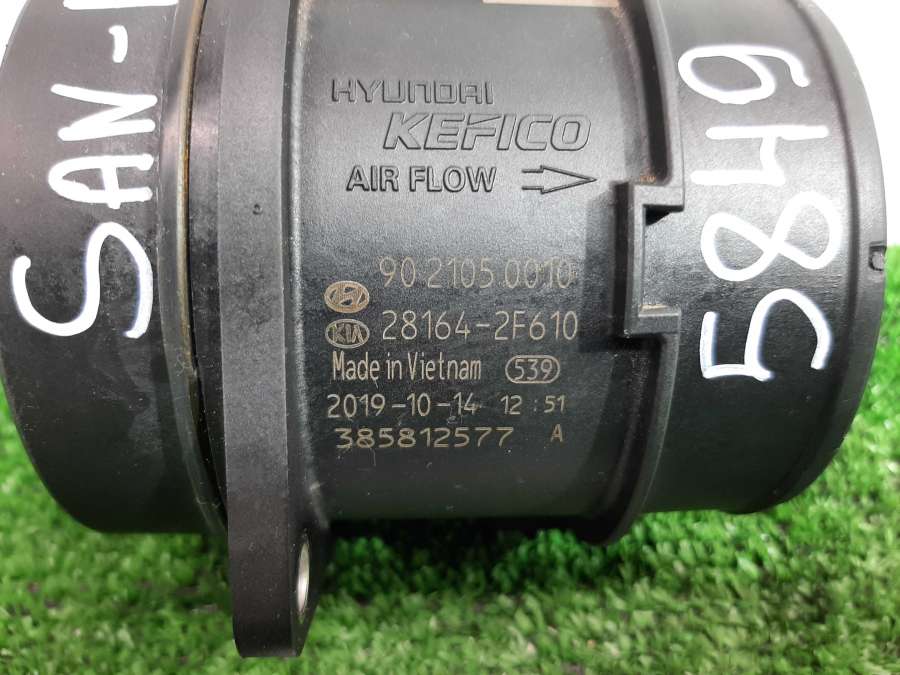 HYUNDAI
KEFICO
AIR FLOW
90 2105 0010
KIA 28164-2F610
Made in Vietnam 539
2019-10-14 12:51
385812577 A
SAN-
5849